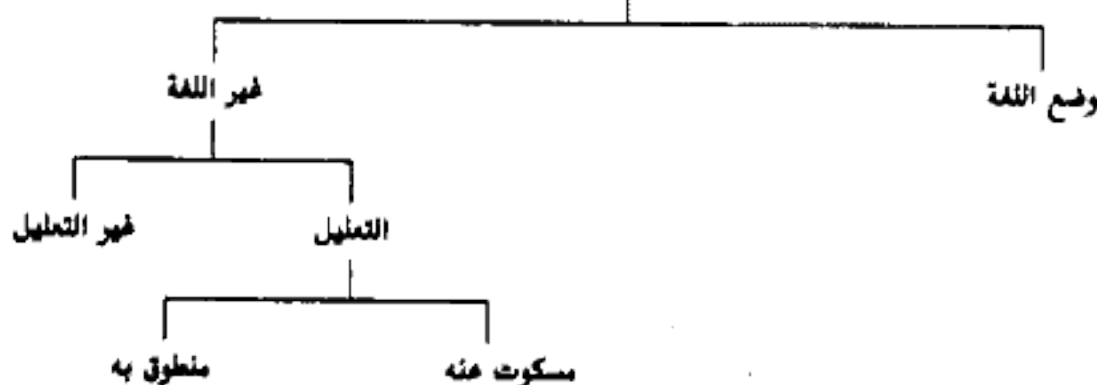 وضع اللغة
غير اللغة
التعليل
غير التعليل
مسكوت عنه
منطوق به